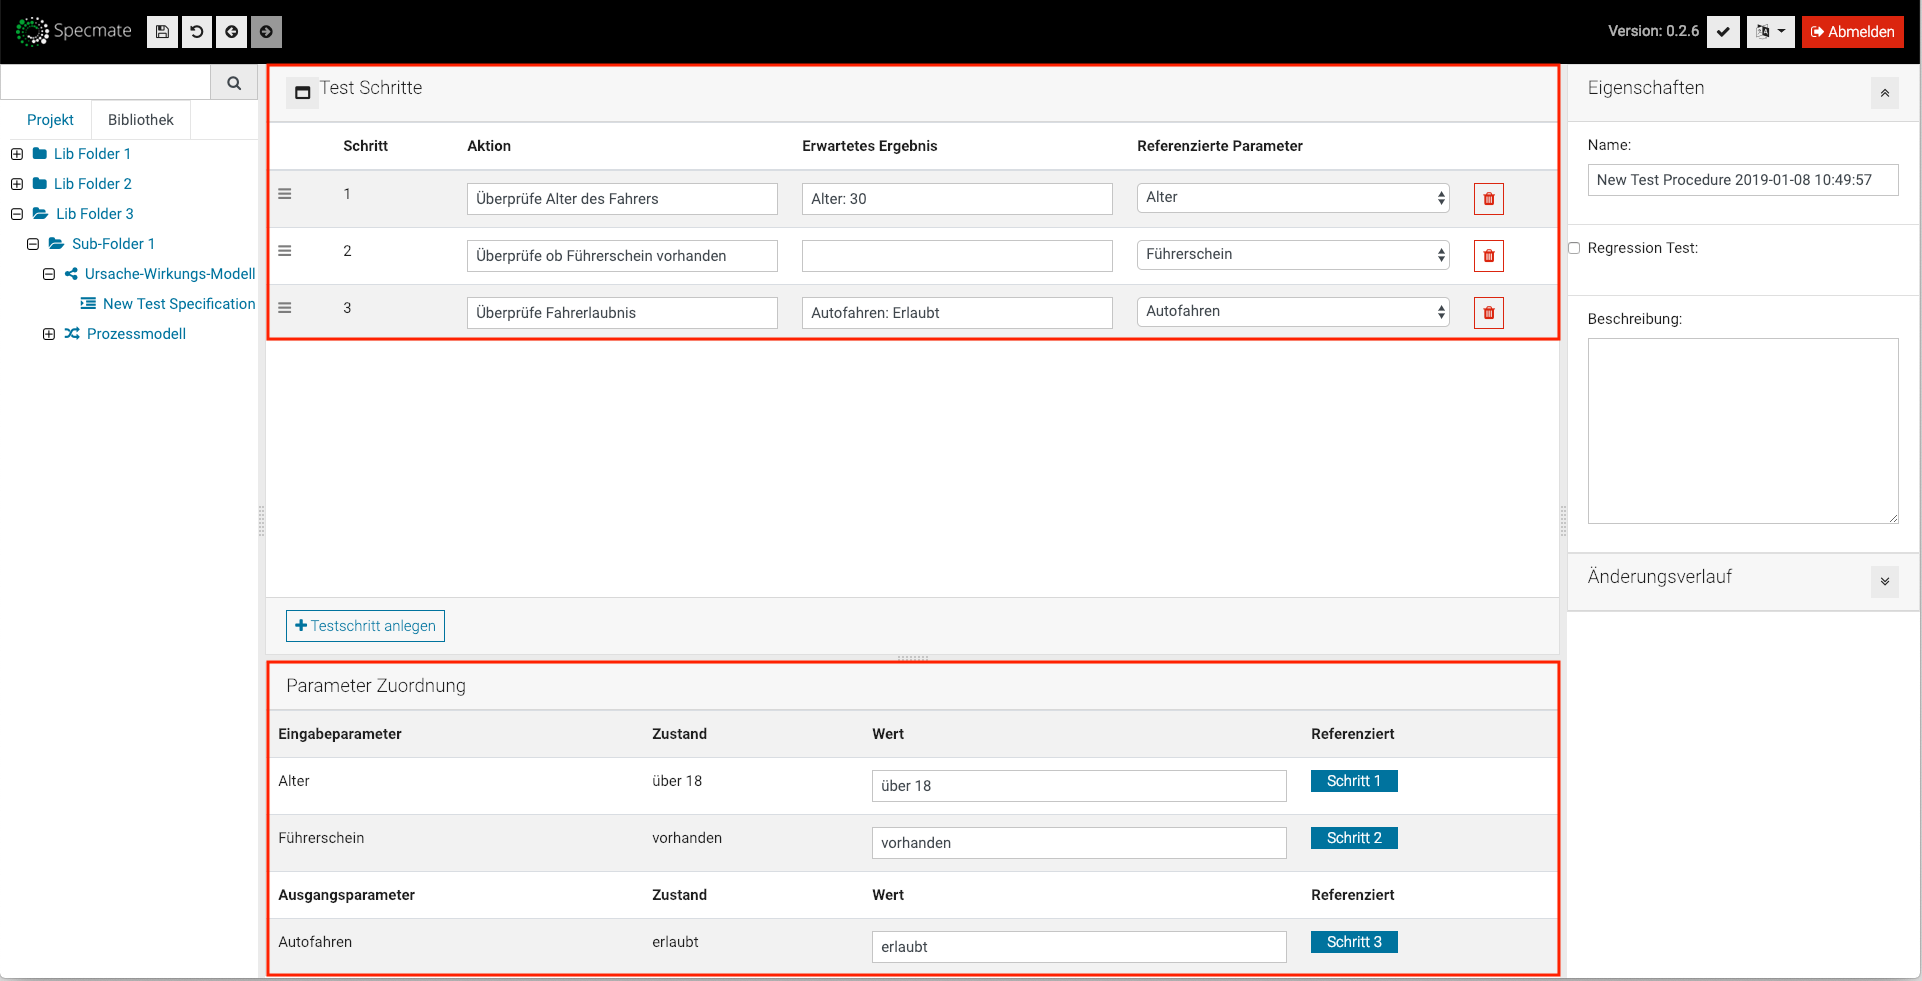 Specmate
Version: 0.2.6
Abmelden
Projekt
Bibliothek
Lib Folder 1
Lib Folder 2
Lib Folder 3
Sub-Folder 1
Ursache-Wirkungs-Modell
New Test Specification
Prozessmodell
Test Schritte
Schritt Aktion Erwartetes Ergebnis Referenzierte Parameter
1 Überprüfe Alter des Fahrers Alter: 30 Alter
2 Überprüfe ob Führerschein vorhanden Führerschein
3 Überprüfe Fahrerlaubnis Autofahren: Erlaubt Autofahren
Testschritt anlegen
Parameter Zuordnung
Eingabeparameter Zustand Wert Referenziert
Alter über 18 über 18 Schritt 1
Führerschein vorhanden vorhanden Schritt 2
Ausgangsparameter Zustand Wert Referenziert
Autofahren erlaubt erlaubt Schritt 3
Eigenschaften
Name:
New Test Procedure 2019-01-08 10:49:57
Regression Test:
Beschreibung:
Änderungsverlauf